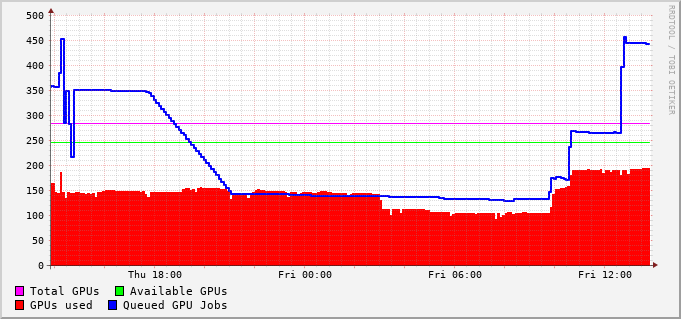 500
450
400
350
300
250
200
150
100
50
0
Thu 18:00 Fri 00:00 Fri 06:00 Fri 12:00
Total GPUs Available GPUs
GPUs used Queued GPU Jobs
RRDTOOL / TOBI OETIKER